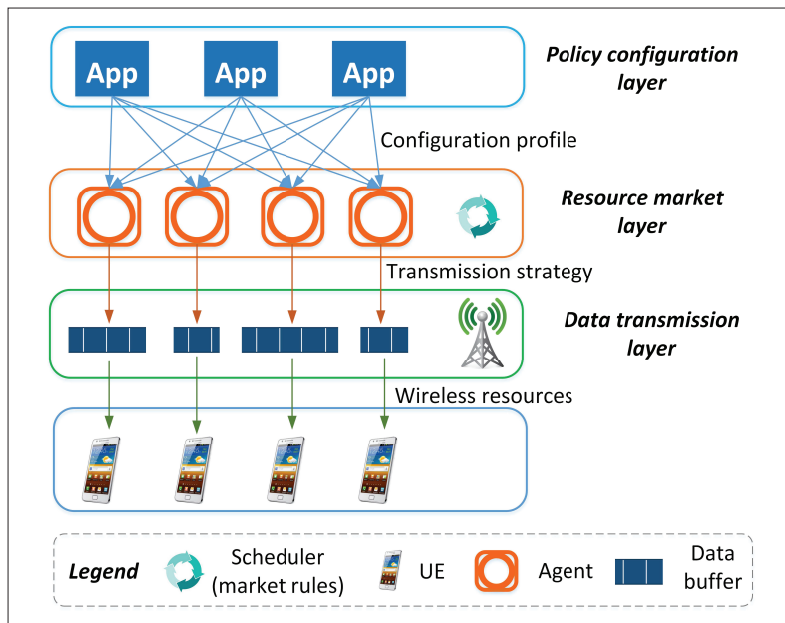 App
App
App
Policy configuration
layer
Configuration profile
Resource market
layer
Transmission strategy
Data transmission
layer
Wireless resources
Legend
Scheduler
(market rules)
UE
Agent
Data
buffer